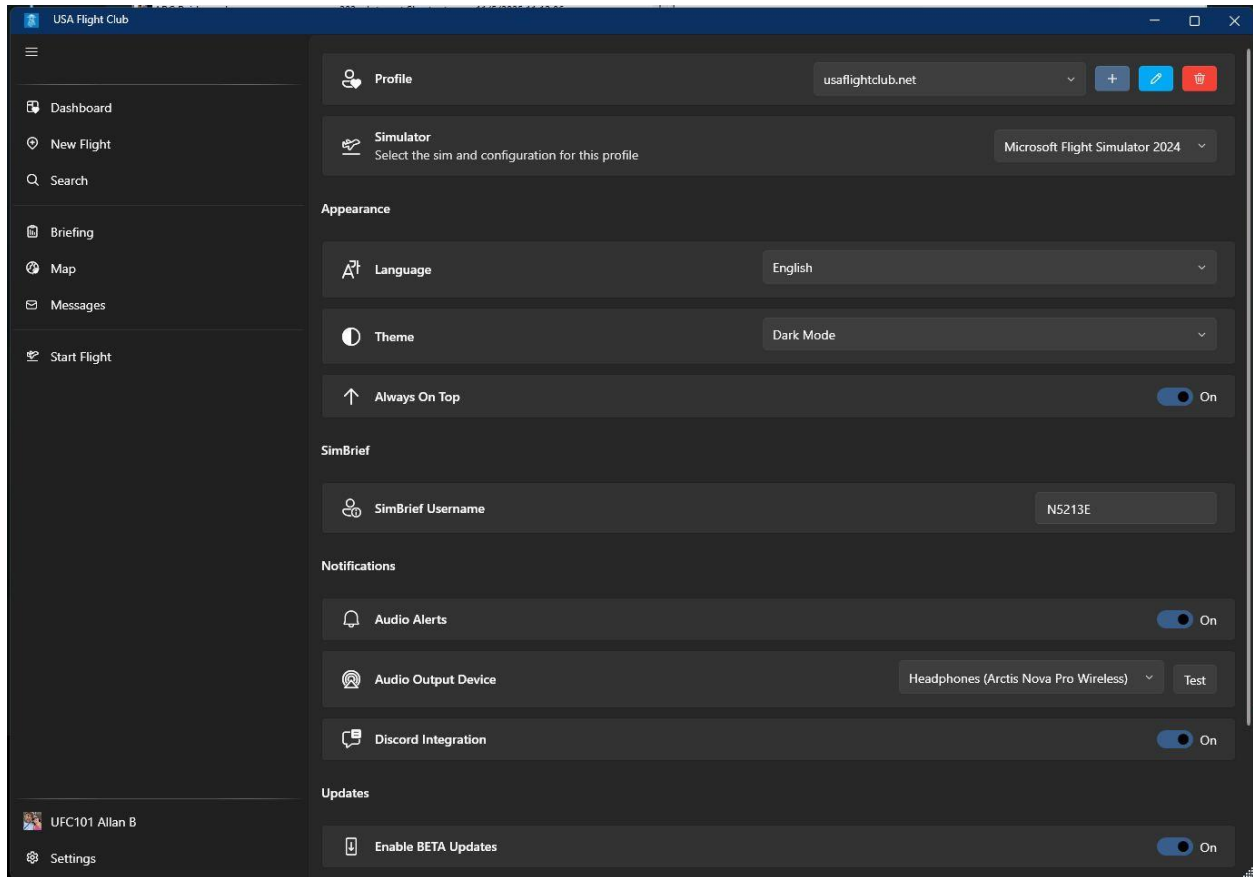 USA Flight Club
Dashboard
New Flight
Search
Briefing
Map
Messages
Start Flight
UFC101 Allan B
Settings
Profile
usaflightclub.net
Simulator
Select the sim and configuration for this profile
Microsoft Flight Simulator 2024
Appearance
Language
English
Theme
Dark Mode
Always On Top
On
SimBrief
SimBrief Username
N5213E
Notifications
Audio Alerts
On
Audio Output Device
Headphones (Arctis Nova Pro Wireless)
Test
Discord Integration
On
Updates
Enable BETA Updates
On